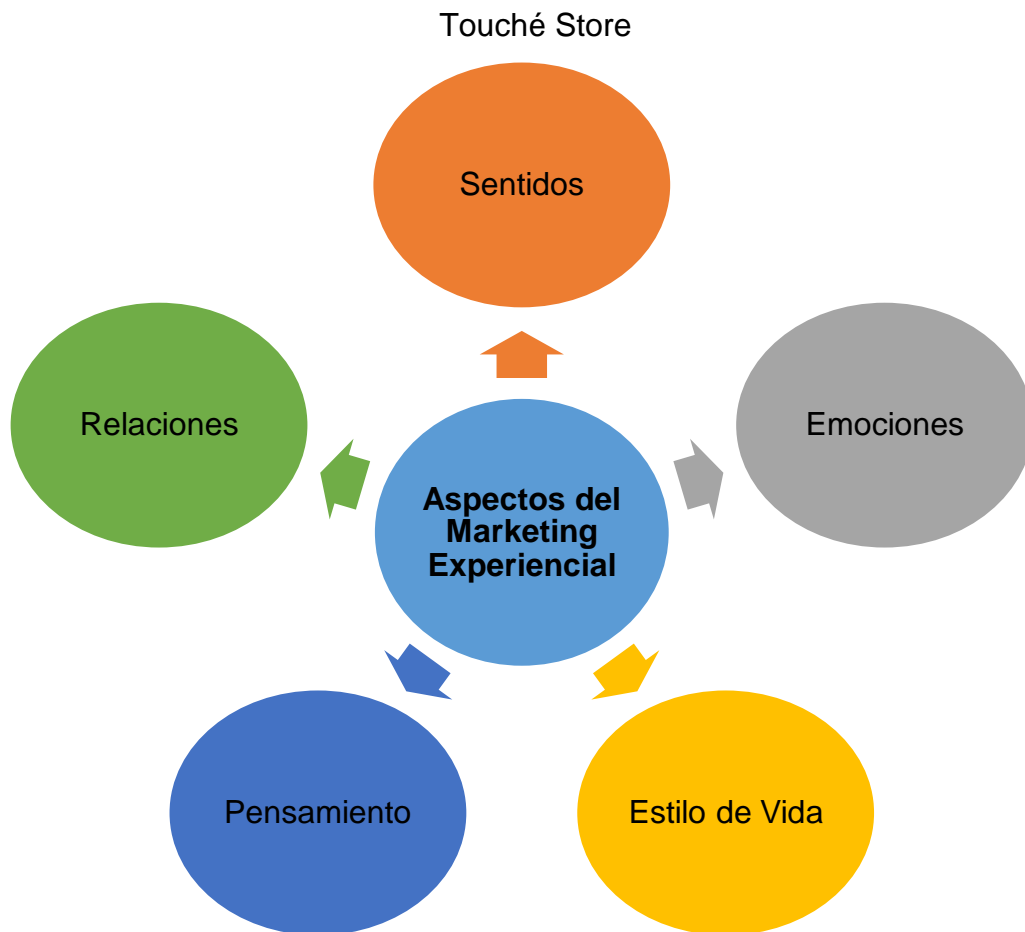 Touché Store
Sentidos
Relaciones
Emociones
Aspectos del
Marketing
Experiencial
Pensamiento
Estilo de Vida